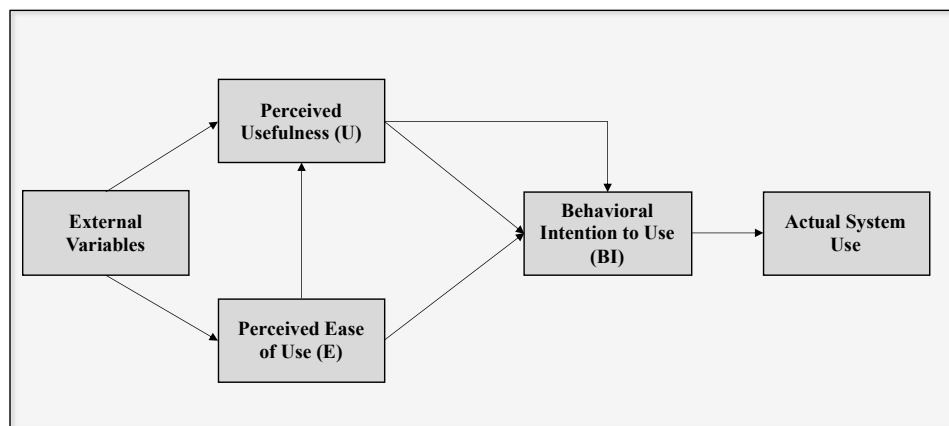 Perceived
Usefulness (U)
External
Variables
Behavioral
Intention to Use
(BI)
Actual System
Use
Perceived Ease
of Use (E)